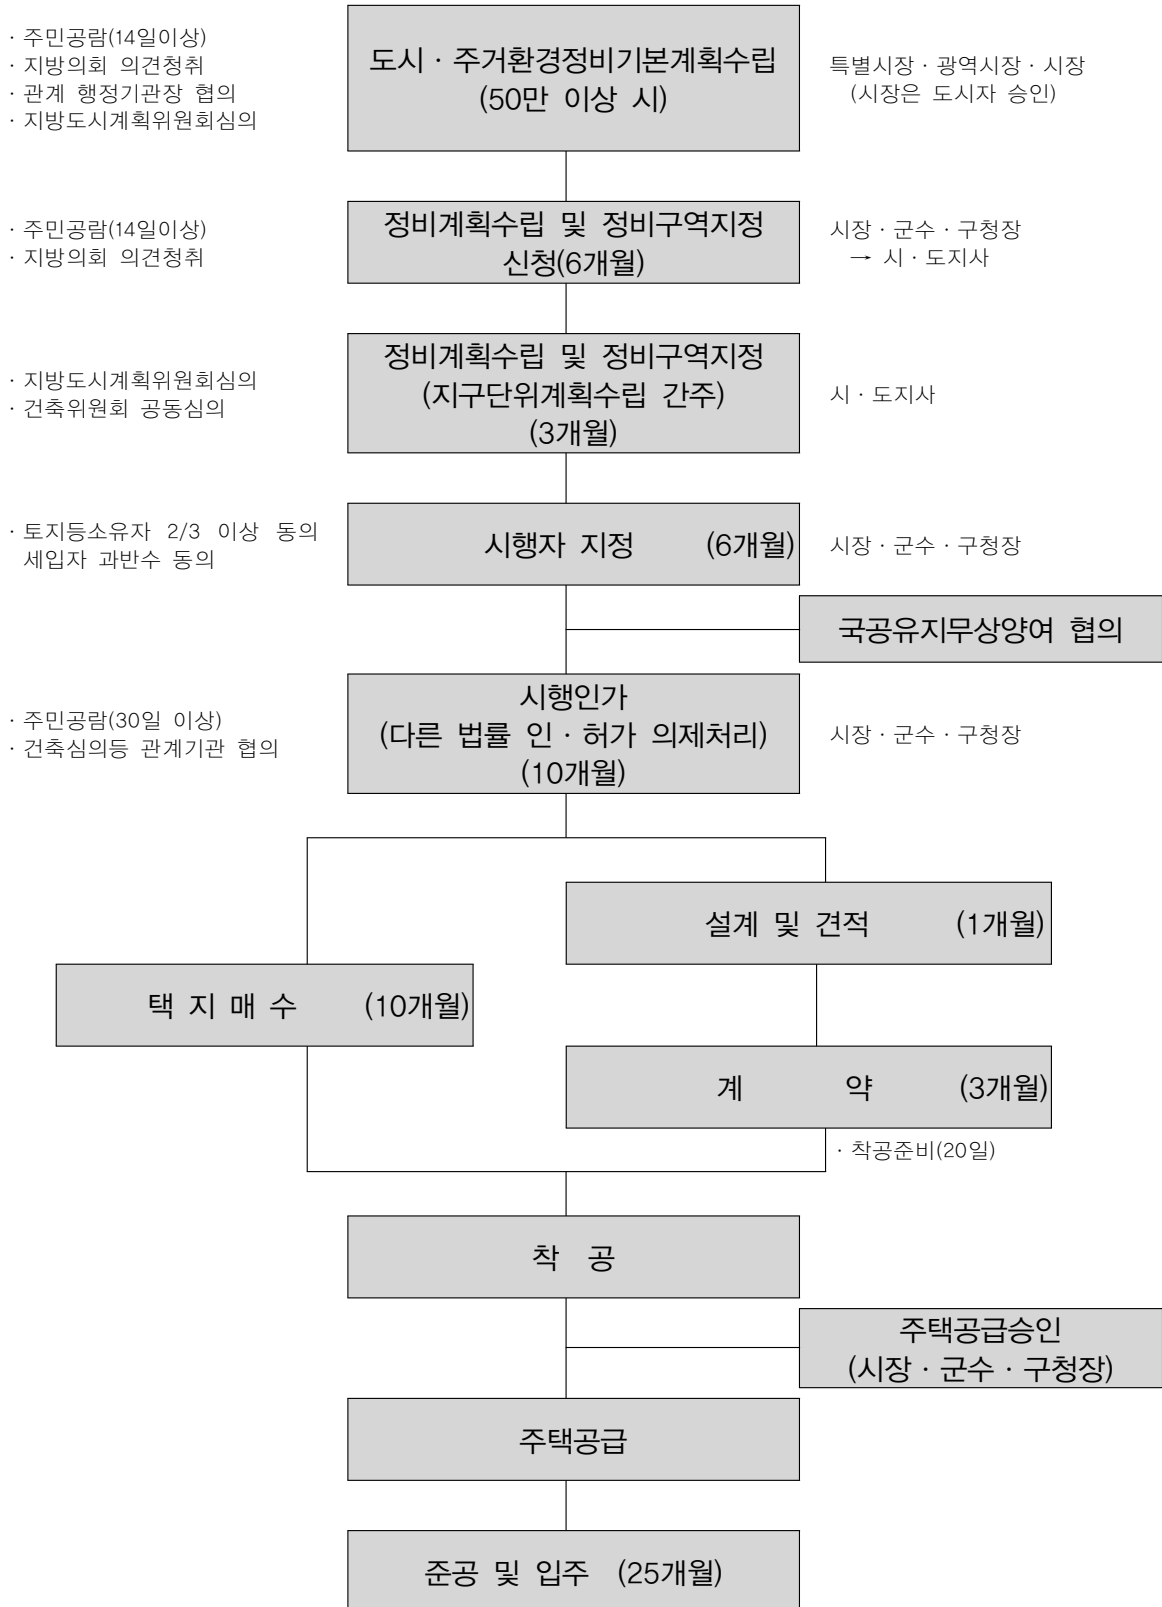 · 주민공람(14일이상)
· 지방의회 의견청취
· 관계 행정기관장 협의
· 지방도시계획위원회심의
도시 · 주거환경정비기본계획수립
(50만 이상 시)
특별시장 · 광역시장 · 시장
(시장은 도시자 승인)
· 주민공람(14일이상)
· 지방의회 의견청취
정비계획수립 및 정비구역지정
신청(6개월)
시장 · 군수 · 구청장
→ 시 · 도지사
· 지방도시계획위원회심의
· 건축위원회 공동심의
정비계획수립 및 정비구역지정
(지구단위계획수립 간주)
(3개월)
시 · 도지사
· 토지등소유자 2/3 이상 동의
세입자 과반수 동의
시행자 지정 (6개월)
시장 · 군수 · 구청장
국공유지무상양여 협의
· 주민공람(30일 이상)
· 건축심의등 관계기관 협의
시행인가
(다른 법률 인 · 허가 의제처리)
(10개월)
시장 · 군수 · 구청장
설계 및 견적 (1개월)
택 지 매 수 (10개월)
계 약 (3개월)
· 착공준비(20일)
착 공
주택공급승인
(시장 · 군수 · 구청장)
주택공급
준공 및 입주 (25개월)